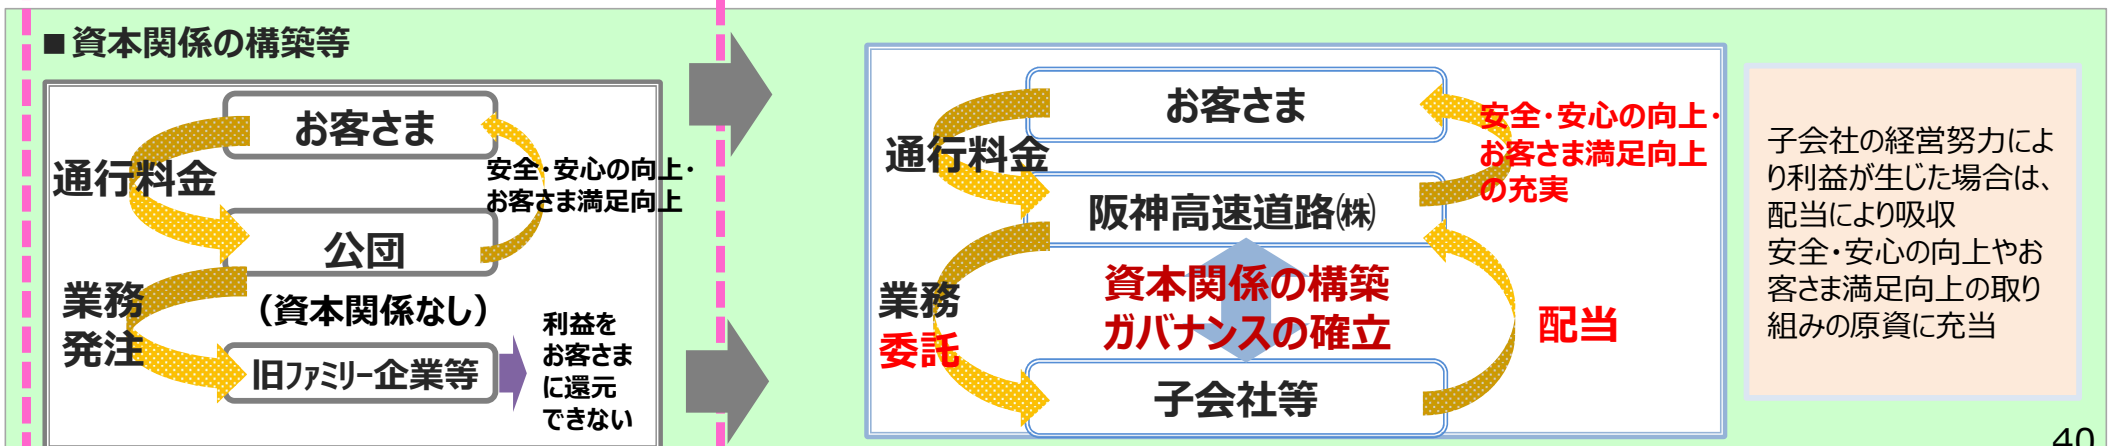 ■資本関係の構築等
お客さま
通行料金
安全・安心の向上・
お客さま満足向上
公団
業務
発注
（資本関係なし）
旧ファミリー企業等
利益を
お客さま
に還元
できない
お客さま
通行料金
安全・安心の向上・
お客さま満足向上
の充実
阪神高速道路㈱
業務
委託
資本関係の構築
ガバナンスの確立
配当
子会社等
子会社の経営努力によ
り利益が生じた場合は、
配当により吸収
安全・安心の向上やお
客さま満足向上の取り
組みの原資に充当
40